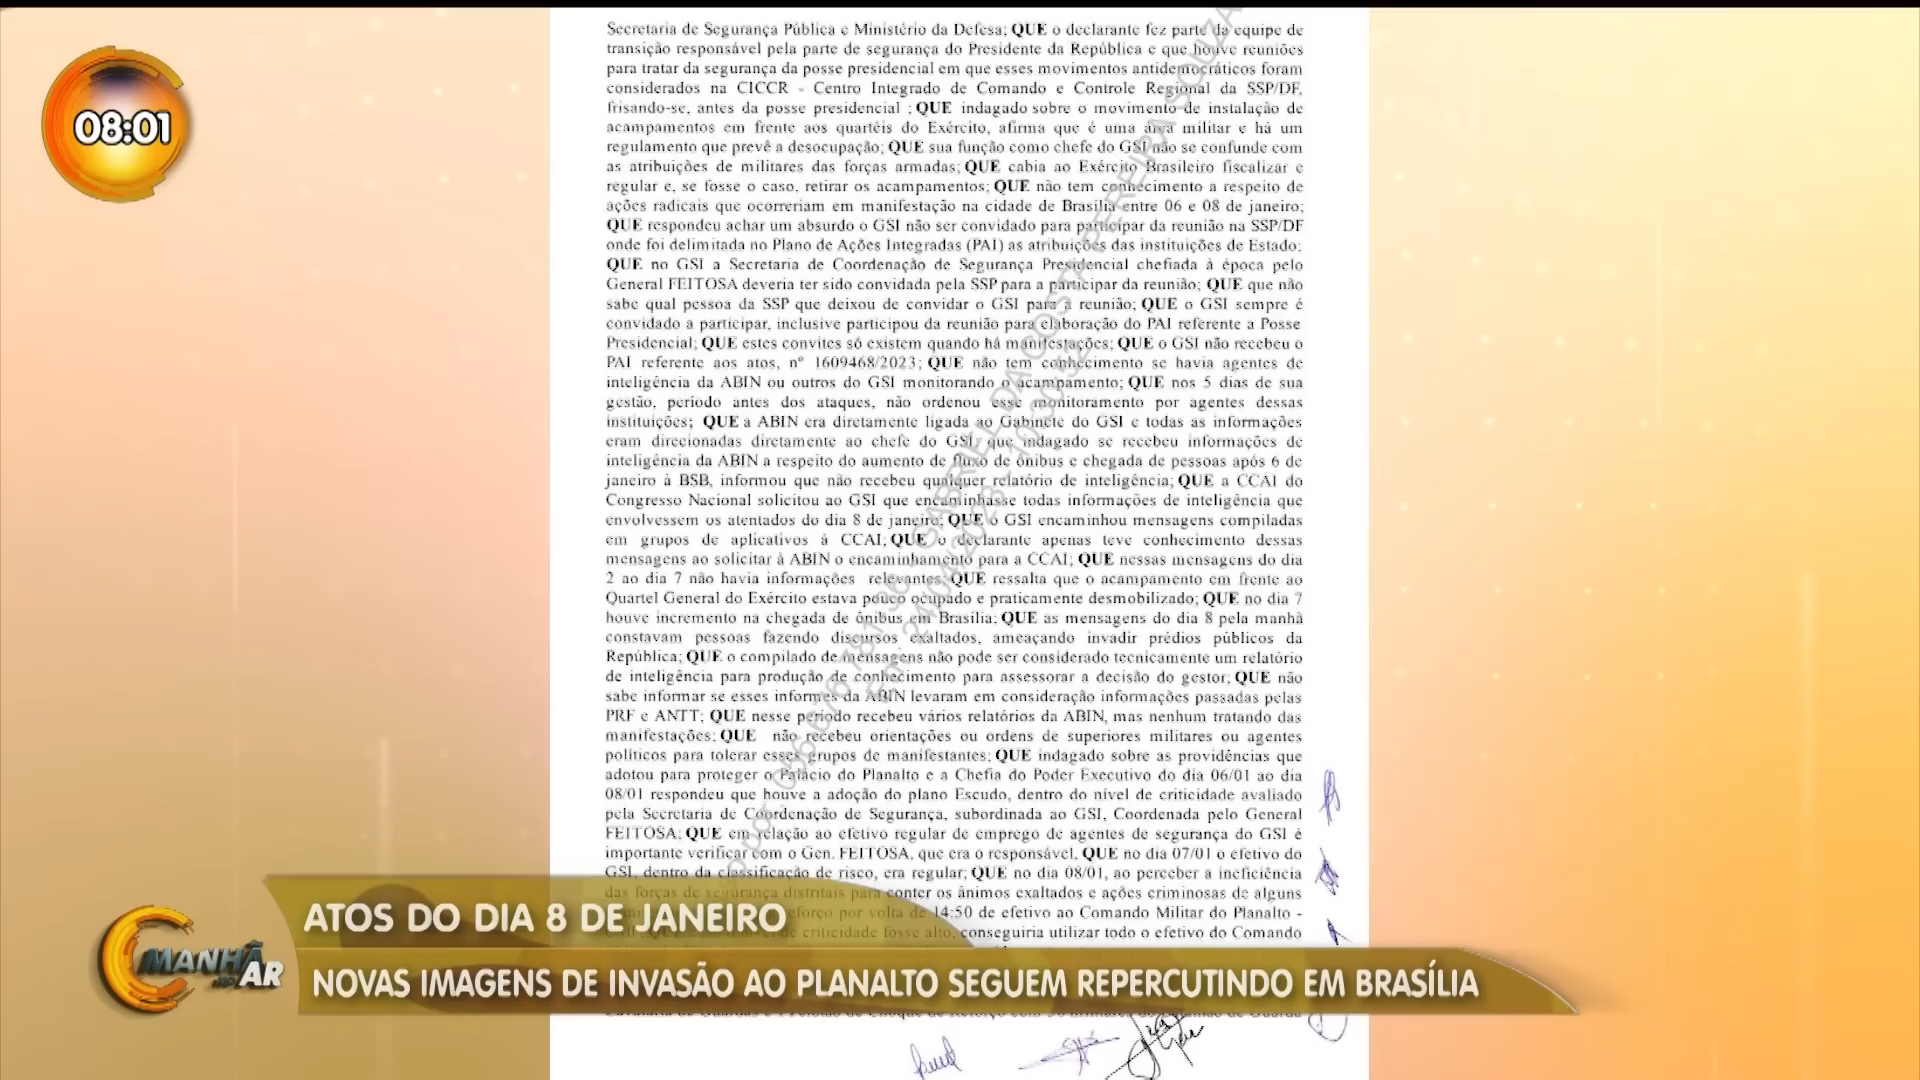 Secretaria de Segurança Pública e Ministério da Defesa; QUE o declarante fez parte da equipe de
transição responsável pela parte de segurança do Presidente da República e que houve reuniões
para tratar da segurança da posse presidencial em que esses movimentos antidemocráticos foram
considerados na CICCR - Centro Integrado de Comando e Controle Regional da SSP/DF,
frisando-se, antes da posse presidencial ; QUE indagado sobre o movimento de instalação de
acampamentos em frente aos quartéis do Exército, afirma que é uma área militar e há um
regulamento que prevê a desocupação; QUE sua função como chefe do GSI não se confunde com
as atribuições de militares das forças armadas; QUE cabia ao Exército Brasileiro fiscalizar e
regular e, se fosse o caso, retirar os acampamentos; QUE não tem conhecimento a respeito de
ações radicais que ocorreriam em manifestação na cidade de Brasília entre 06 e 08 de janeiro;
QUE respondeu achar um absurdo o GSI não ser convidado para participar da reunião na SSP/DF
onde foi delimitada no Plano de Ações Integradas (PAI) as atribuições das instituições de Estado;
QUE no GSI a Secretaria de Coordenação de Segurança Presidencial chefiada à época pelo
General FEITOSA deveria ter sido convidada pela SSP para a participar da reunião; QUE que não
sabe qual pessoa da SSP que deixou de convidar o GSI para a reunião; QUE o GSI sempre é
convidado a participar, inclusive participou da reunião para elaboração do PAI referente a Posse
Presidencial; QUE estes convites só existem quando há manifestações; QUE o GSI não recebeu o
PAI referente aos atos, nº 1609468/2023; QUE não tem conhecimento se havia agentes de
inteligência da ABIN ou outros do GSI monitorando o acampamento; QUE nos 5 dias de sua
gestão, período antes dos ataques, não ordenou esse monitoramento por agentes dessas
instituições; QUE a ABIN era diretamente ligada ao Gabinete do GSI e todas as informações
eram direcionadas diretamente ao chefe do GSI; que indagado se recebeu informações de
inteligência da ABIN a respeito do aumento de fluxo de ônibus e chegada de pessoas após 6 de
janeiro à BSB, informou que não recebeu qualquer relatório de inteligência; QUE a CCAI do
Congresso Nacional solicitou ao GSI que encaminhasse todas informações de inteligência que
envolvessem os atentados do dia 8 de janeiro; QUE o GSI encaminhou mensagens compiladas
em grupos de aplicativos à CCAI; QUE o declarante apenas teve conhecimento dessas
mensagens ao solicitar à ABIN o encaminhamento para a CCAI; QUE nessas mensagens do dia
2 ao dia 7 não havia informações relevantes; QUE ressalta que o acampamento em frente ao
Quartel General do Exército estava pouco ocupado e praticamente desmobilizado; QUE no dia 7
houve incremento na chegada de ônibus em Brasília; QUE as mensagens do dia 8 pela manhã
constavam pessoas fazendo discursos exaltados, ameaçando invadir prédios públicos da
República; QUE o compilado de mensagens não pode ser considerado tecnicamente um relatório
de inteligência para produção de conhecimento para assessorar a decisão do gestor; QUE não
sabe informar se esses informes da ABIN levaram em consideração informações passadas pelas
PRF e ANTT; QUE nesse período recebeu vários relatórios da ABIN, mas nenhum tratando das
manifestações; QUE não recebeu orientações ou ordens de superiores militares ou agentes
políticos para tolerar esses grupos de manifestantes; QUE indagado sobre as providências que
adotou para proteger o Palácio do Planalto e a Chefia do Poder Executivo do dia 06/01 ao dia
08/01 respondeu que houve a adoção do plano Escudo, dentro do nível de criticidade avaliado
pela Secretaria de Coordenação de Segurança, subordinada ao GSI, Coordenada pelo General
FEITOSA; QUE em relação ao efetivo regular de emprego de agentes de segurança do GSI é
importante verificar com o Gen. FEITOSA, que era o responsável, QUE no dia 07/01 o efetivo do
GSI, dentro da classificação de risco, era regular; QUE no dia 08/01, ao perceber a ineficiência
das forças de segurança distritais para conter os ânimos exaltados e ações criminosas de alguns
reforço por volta de 14:50 de efetivo ao Comando Militar do Planalto -
de criticidade fosse alto, conseguiria utilizar todo o efetivo do Comando
08:01
ATOS DO DIA 8 DE JANEIRO
MANHÃ NO AR
NOVAS IMAGENS DE INVASÃO AO PLANALTO SEGUEM REPERCUTINDO EM BRASÍLIA